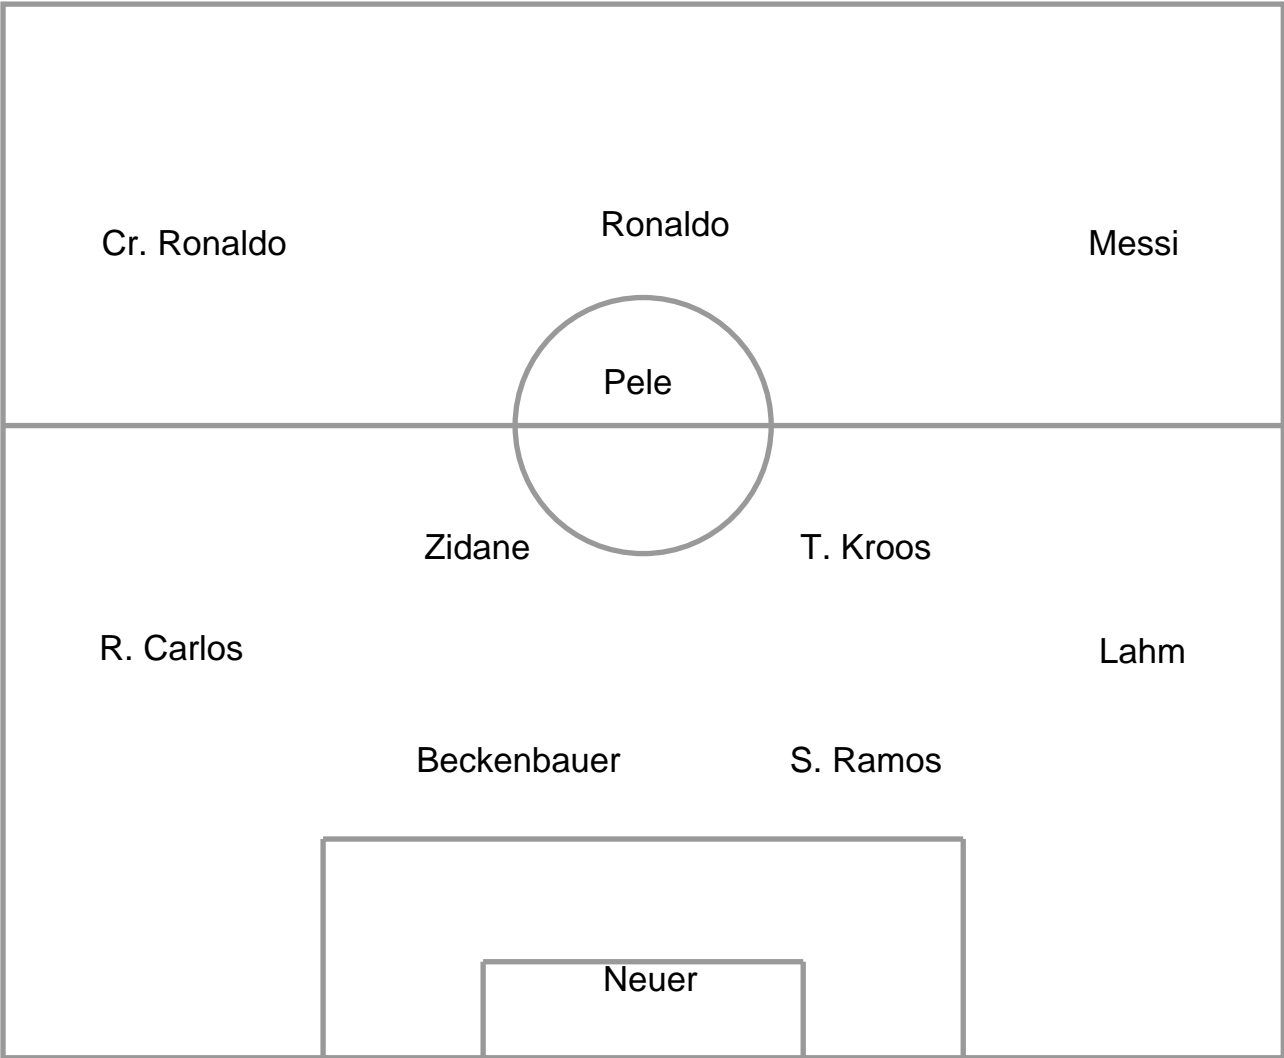 Cr. Ronaldo
Ronaldo
Messi
Pele
Zidane
T. Kroos
R. Carlos
Lahm
Beckenbauer
S. Ramos
Neuer